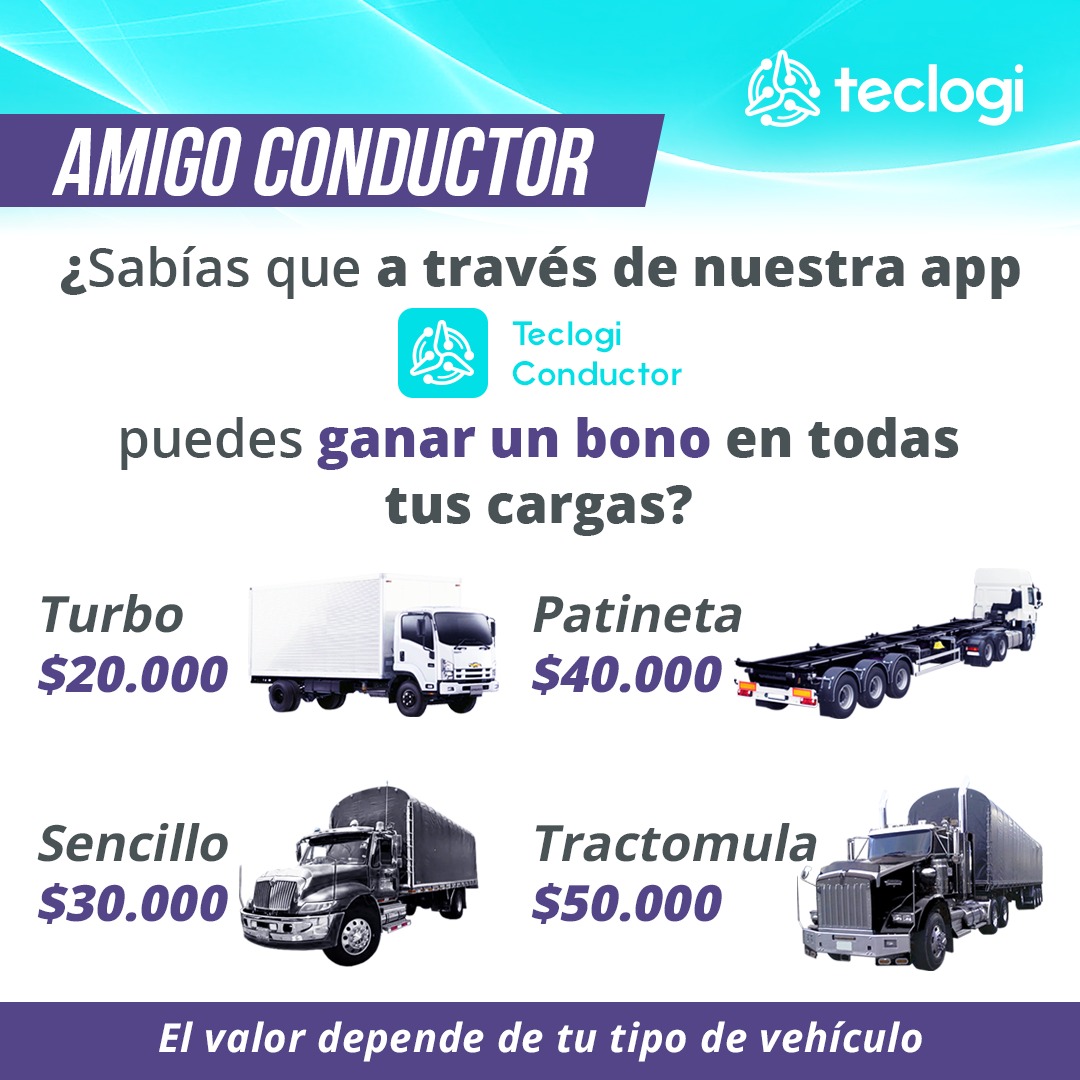 teclogi
AMIGO CONDUCTOR
¿Sabías que a través de nuestra app
Teclogi
Conductor
puedes ganar un bono en todas
tus cargas?
Turbo
$20.000
Patineta
$40.000
Sencillo
$30.000
Tractomula
$50.000
El valor depende de tu tipo de vehículo